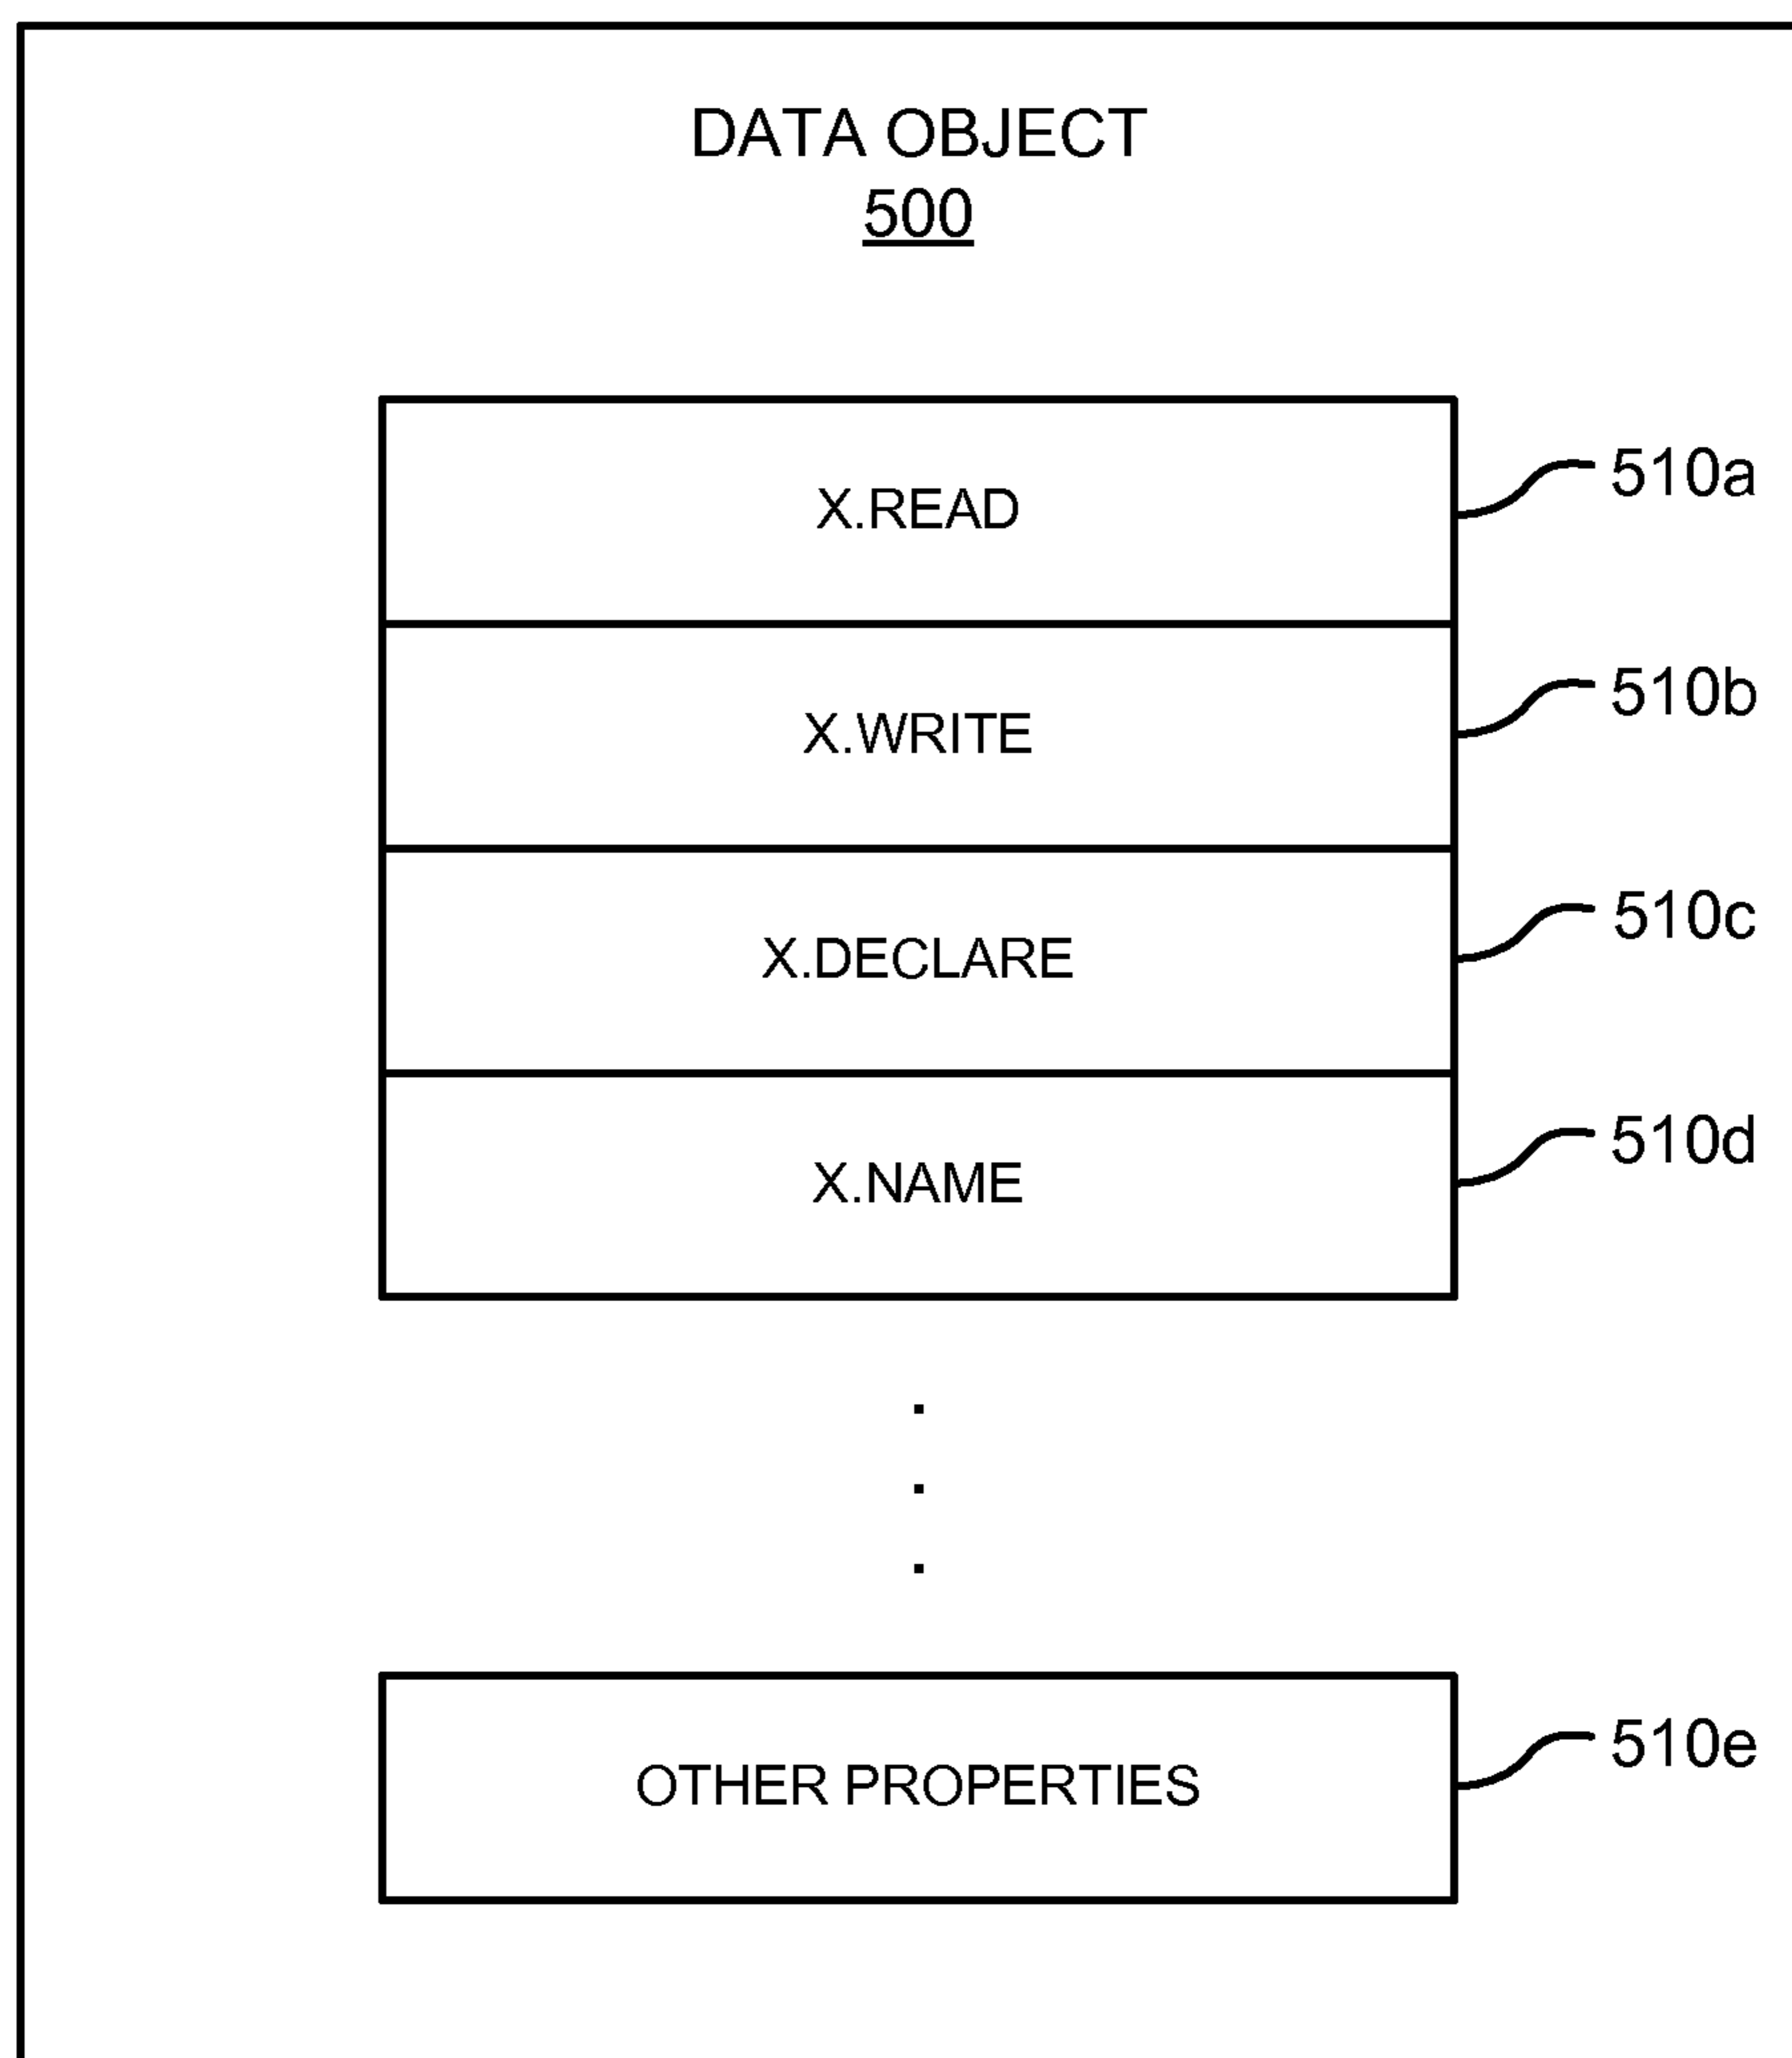 DATA OBJECT
500
X.READ
510a
X.WRITE
510b
X.DECLARE
510c
X.NAME
510d
OTHER PROPERTIES
510e